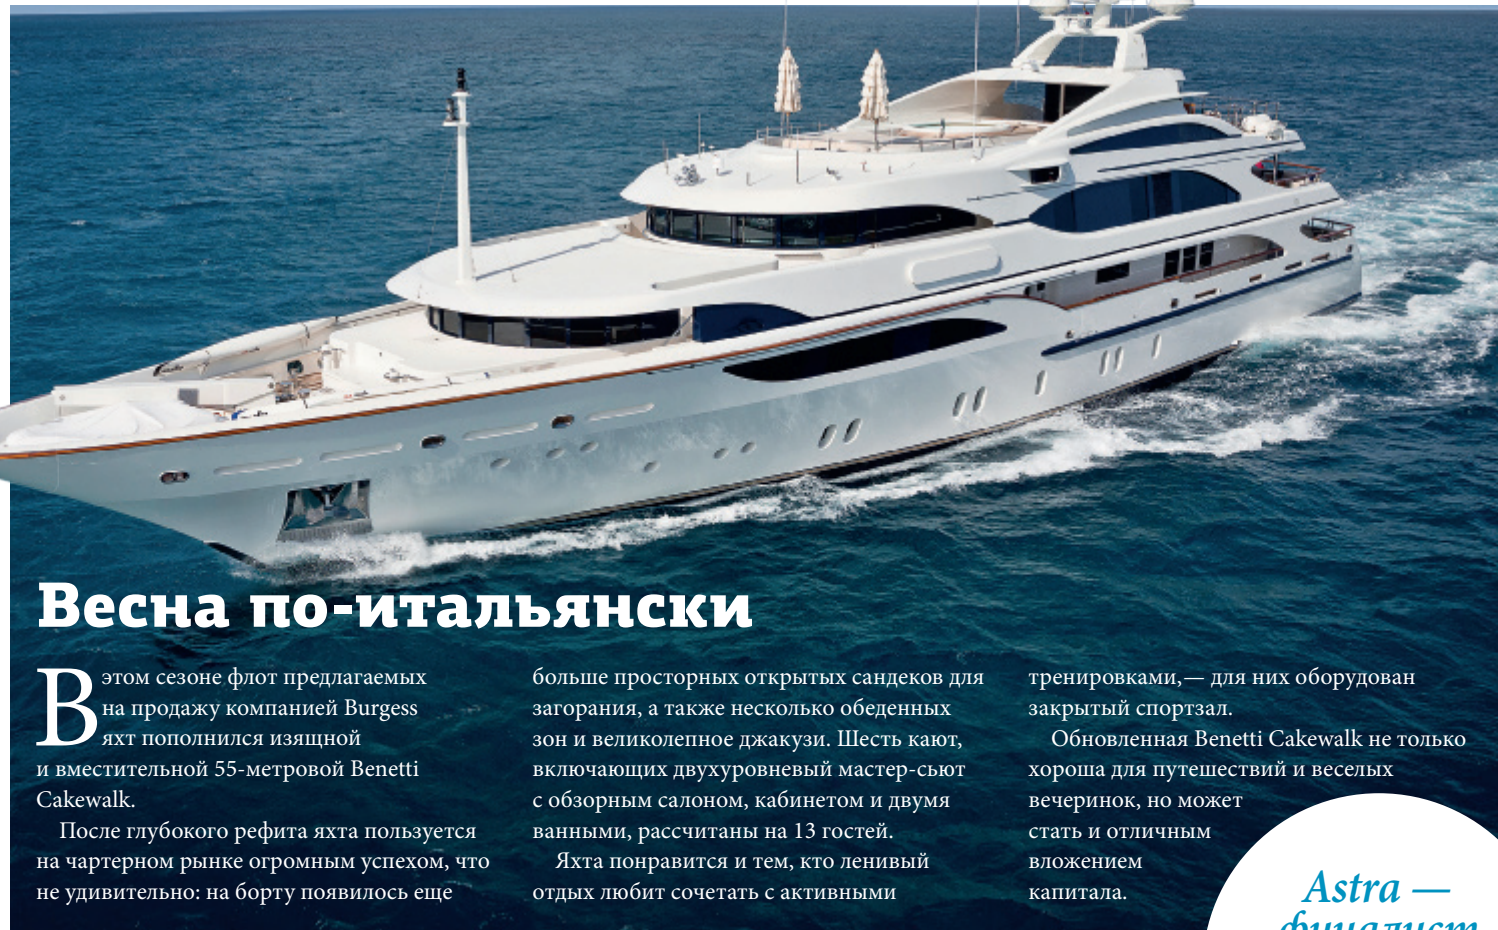 Весна по-итальянски
В этом сезоне флот предлагаемых
на продажу компанией Burgess
яхт пополнился изящной
и вместительной 55-метровой Benetti
Cakewalk.
После глубокого рефита яхта пользуется
на чартерном рынке огромным успехом, что
не удивительно: на борту появилось еще
больше просторных открытых сандеков для
загорания, а также несколько обеденных
зон и великолепное джакузи. Шесть кают,
включающих двухуровневый мастер-сьют
с обзорным салоном, кабинетом и двумя
ванными, рассчитаны на 13 гостей.
Яхта понравится и тем, кто ленивый
отдых любит сочетать с активными
тренировками,— для них оборудован
закрытый спортзал.
Обновленная Benetti Cakewalk не только
хороша для путешествий и веселых
вечеринок, но может
стать и отличным
вложением
капитала.
Astra —
финалист